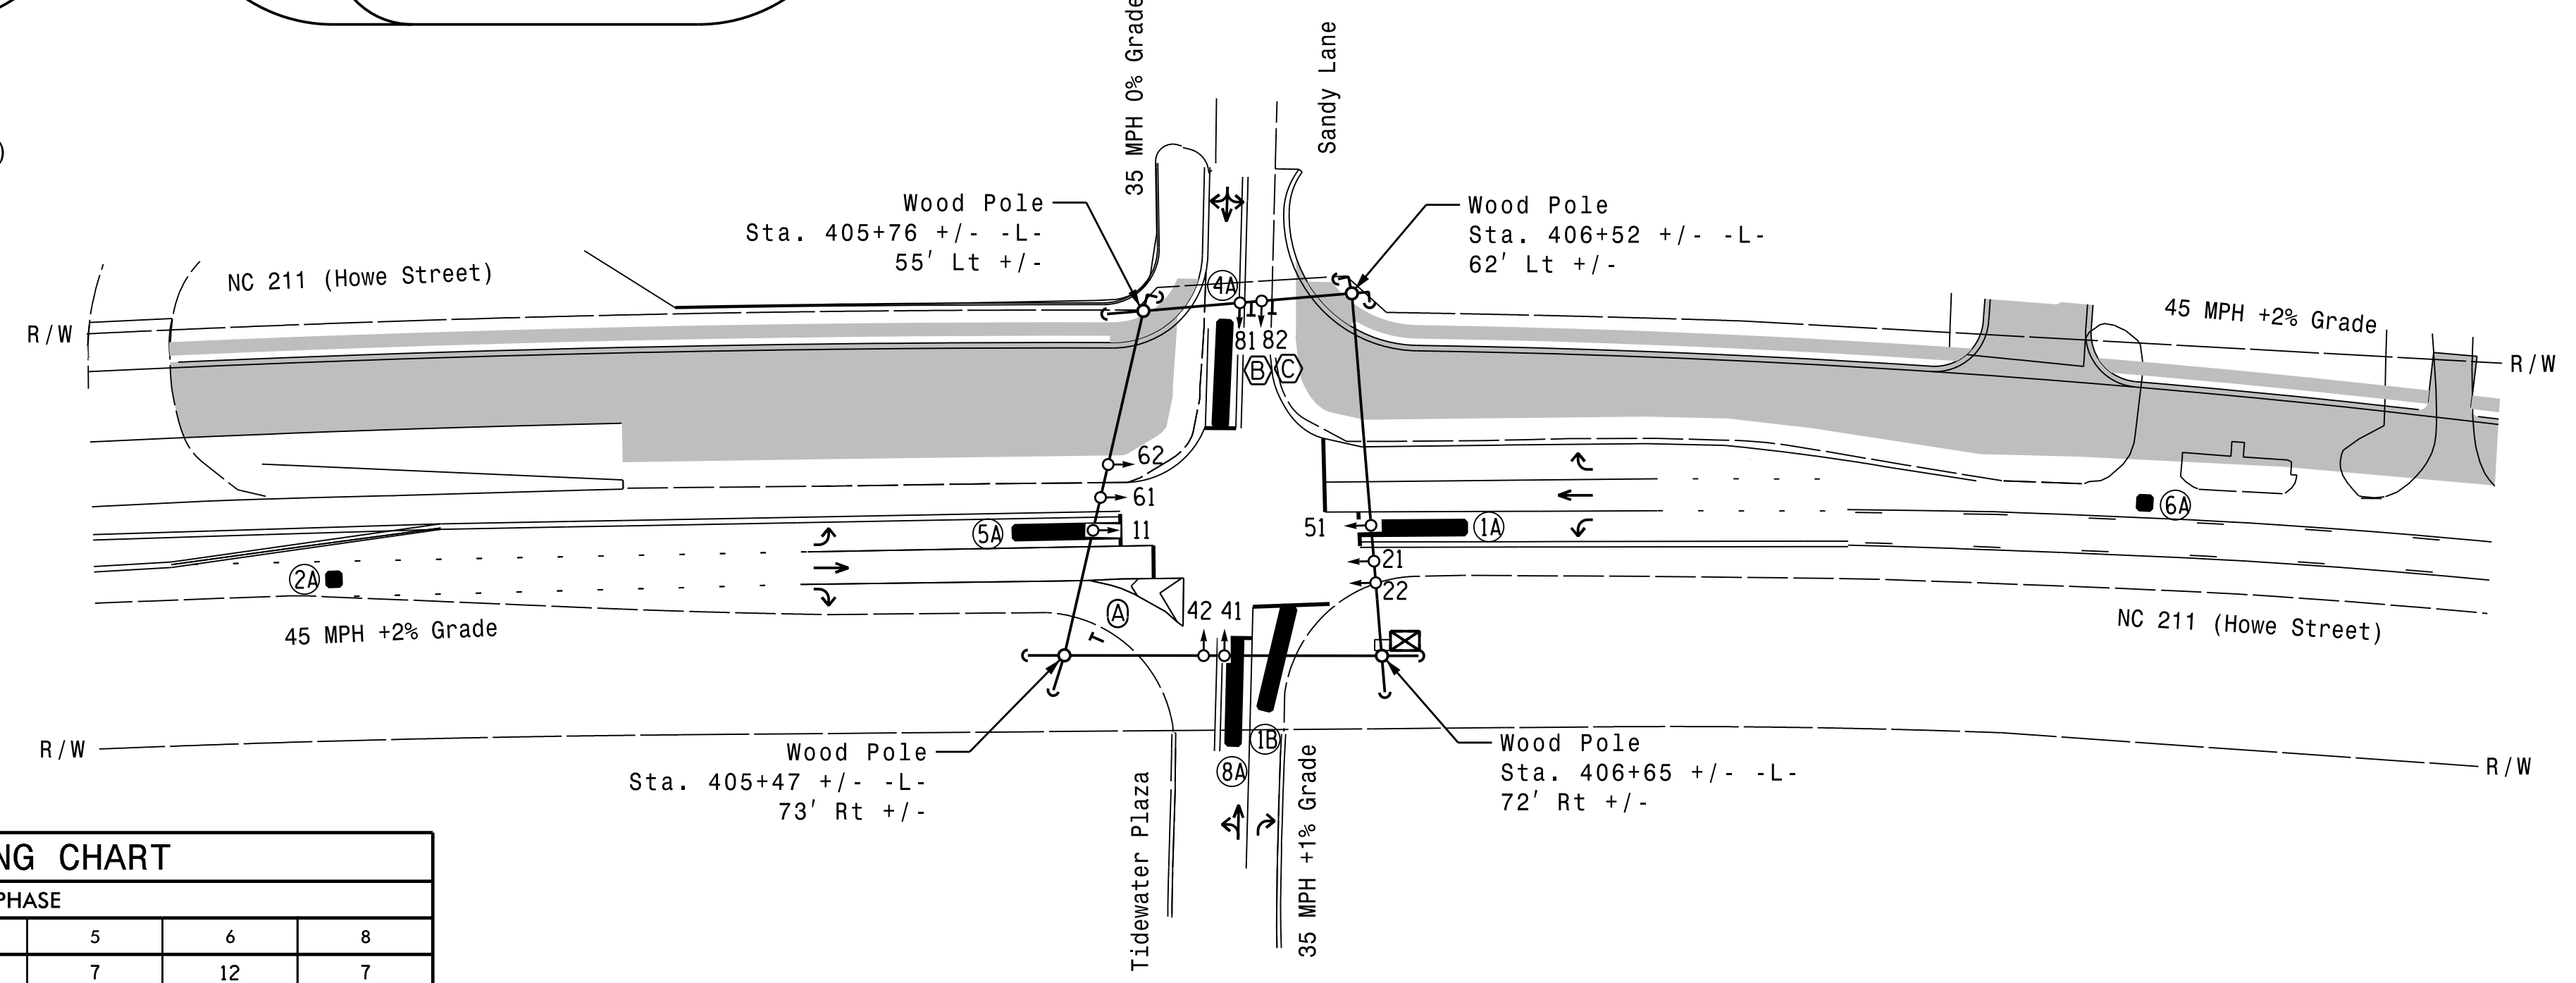 )
35 MPH 0% Grade
Sandy Lane
Wood Pole
Sta. 405+76 +/- -L-
55' Lt +/-
Wood Pole
Sta. 406+52 +/- -L-
62' Lt +/-
NC 211 (Howe Street)
45 MPH +2% Grade
R/W
R/W
4A
81 82
B C
62
61
11
5A
2A
51
1A
21
22
6A
A
42 41
45 MPH +2% Grade
NC 211 (Howe Street)
R/W
R/W
1B
8A
Wood Pole
Sta. 405+47 +/- -L-
73' Rt +/-
Wood Pole
Sta. 406+65 +/- -L-
72' Rt +/-
Tidewater Plaza
35 MPH +1% Grade
NG CHART
PHASE
5 6 8
7 12 7